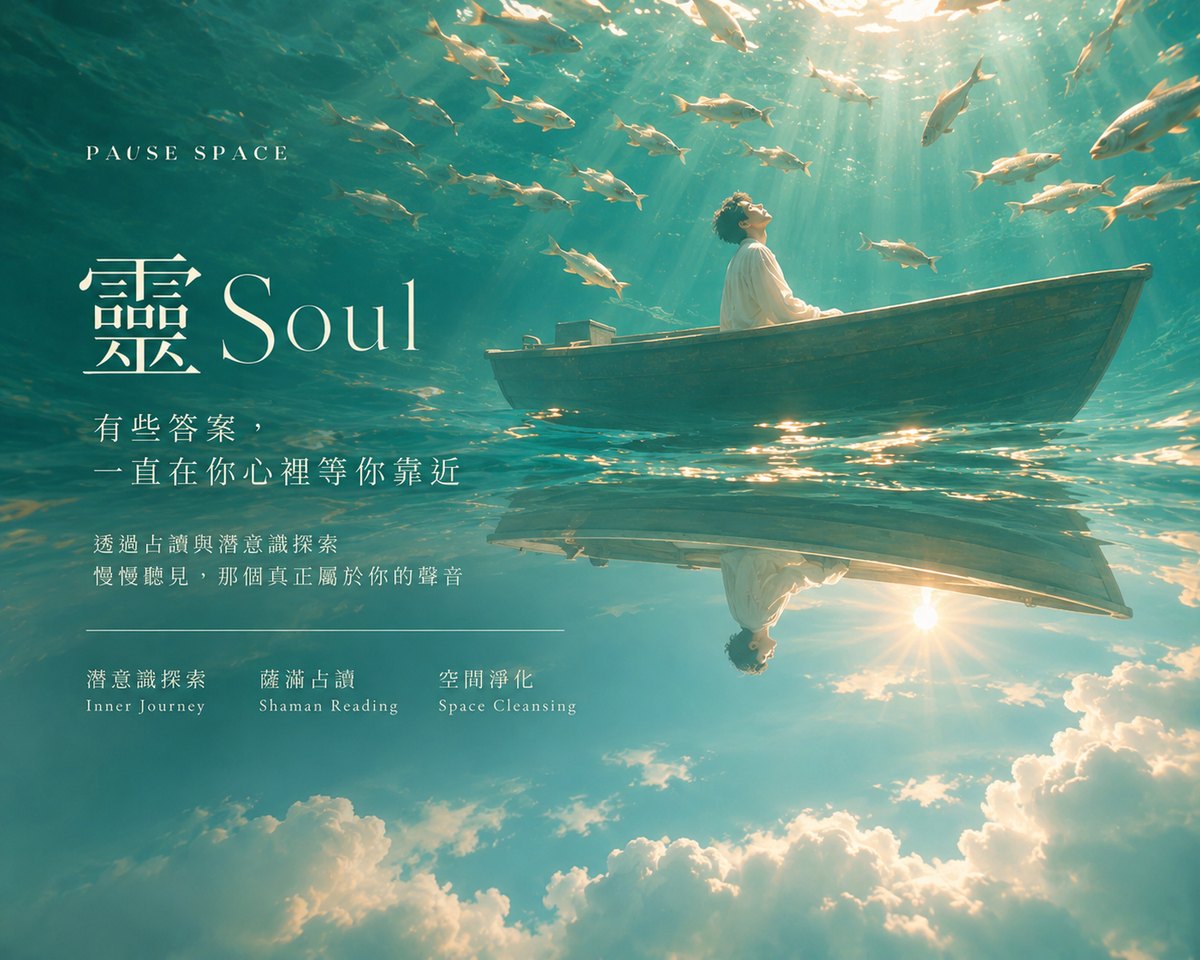 PAUSE SPACE
靈 Soul
有些答案，
一直在你心裡等你靠近
透過占讀與潛意識探索
慢慢聽見，那個真正屬於你的聲音
潛意識探索 薩滿占讀 空間淨化
Inner Journey Shaman Reading Space Cleansing